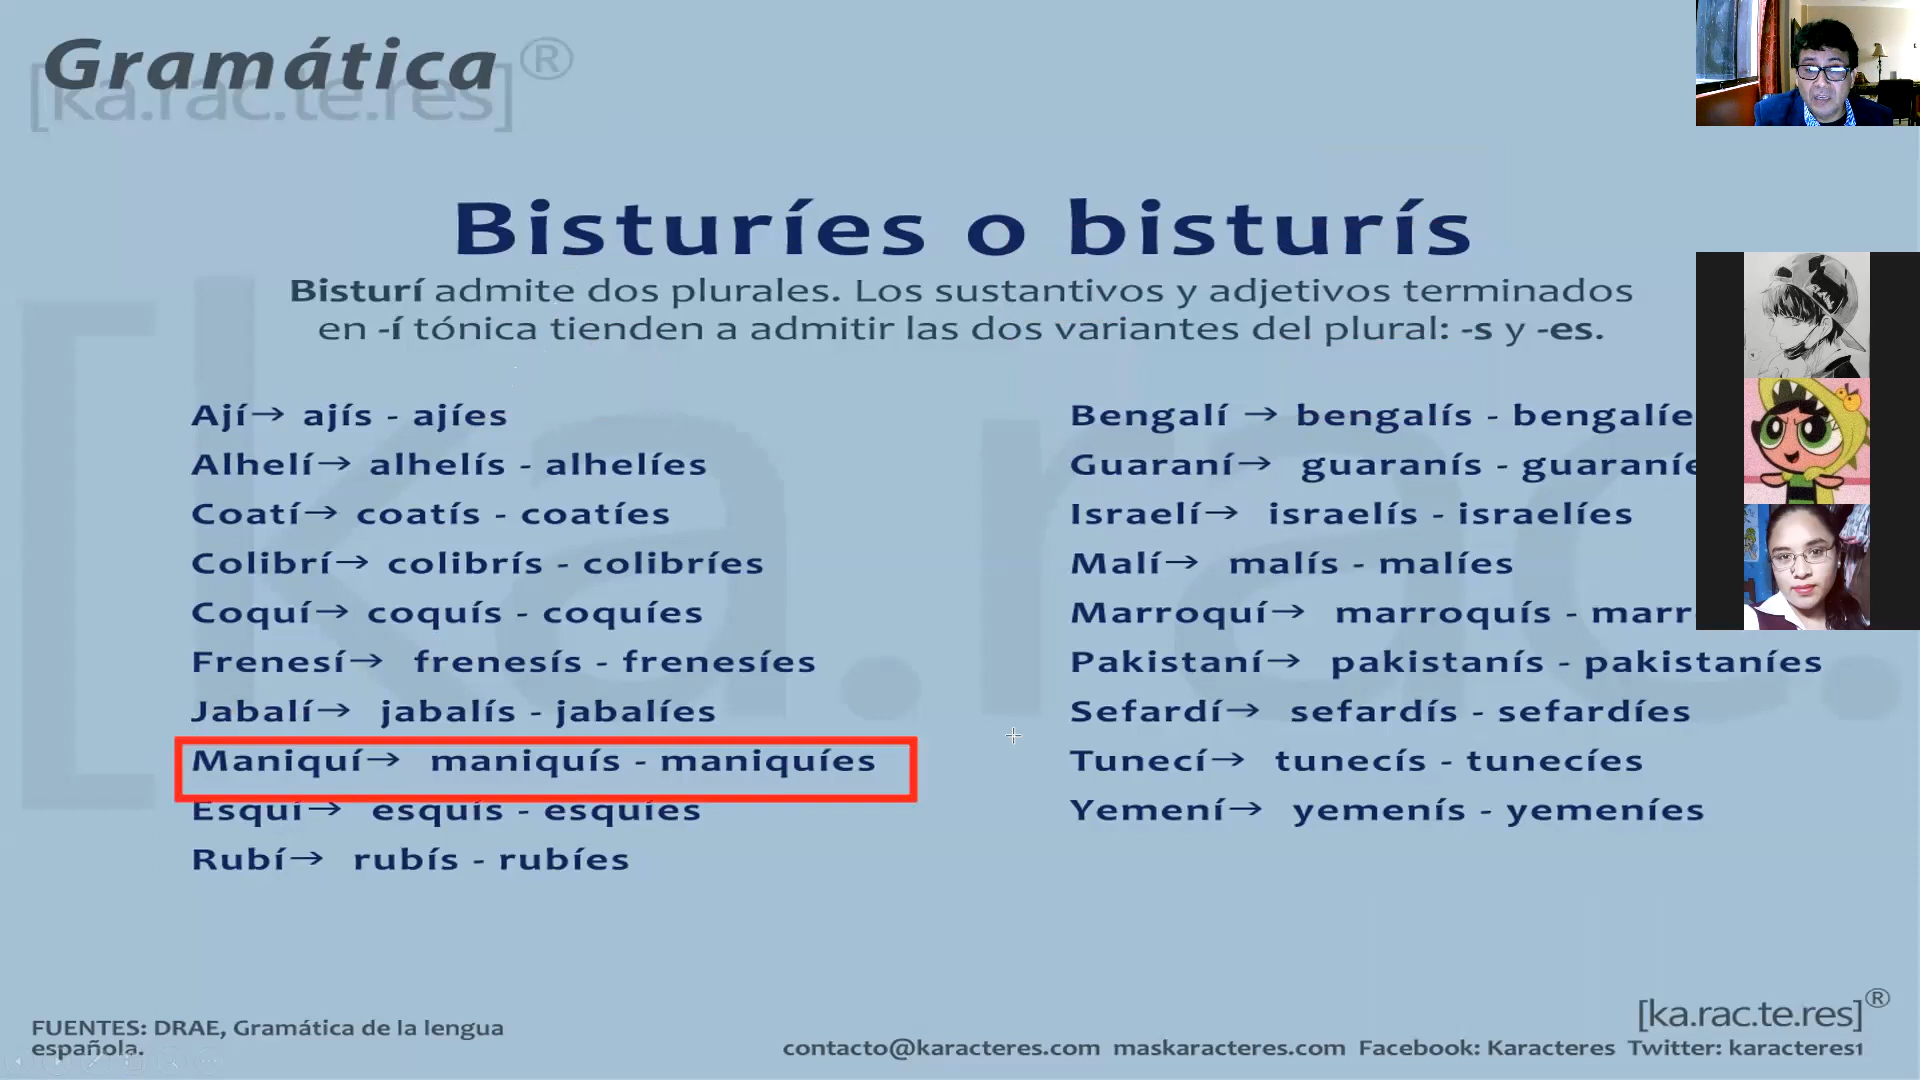 Gramática®
[ka.rac.te.res]
Bisturíes o bisturís
Bisturí admite dos plurales. Los sustantivos y adjetivos terminados
en -í tónica tienden a admitir las dos variantes del plural: -s y -es.
Ají→ ajís - ajíes
Alhelí→ alhelís - alhelíes
Coatí→ coatís - coatíes
Colibrí→ colibrís - colibríes
Coquí→ coquís - coquíes
Frenesí→ frenesís - frenesíes
Jabalí→ jabalís - jabalíes
Maniquí→ maniquís - maniquíes
Esquí→ esquís - esquíes
Rubí→ rubís - rubíes
Bengalí → bengalís - bengalíe
Guaraní→ guaranís - guaraníe
Israelí→ israelís - israelíes
Malí→ malís - malíes
Marroquí→ marroquís - marr
Pakistaní→ pakistanís - pakistaníes
Sefardí→ sefardís - sefardíes
Tunecí→ tunecís - tunecíes
Yemení→ yemenís - yemeníes
[ka.rac.
FUENTES: DRAE, Gramática de la lengua
española.
[ka.rac.te.res]®
contacto@karacteres.com maskaracteres.com Facebook: Karacteres Twitter: karacteres1